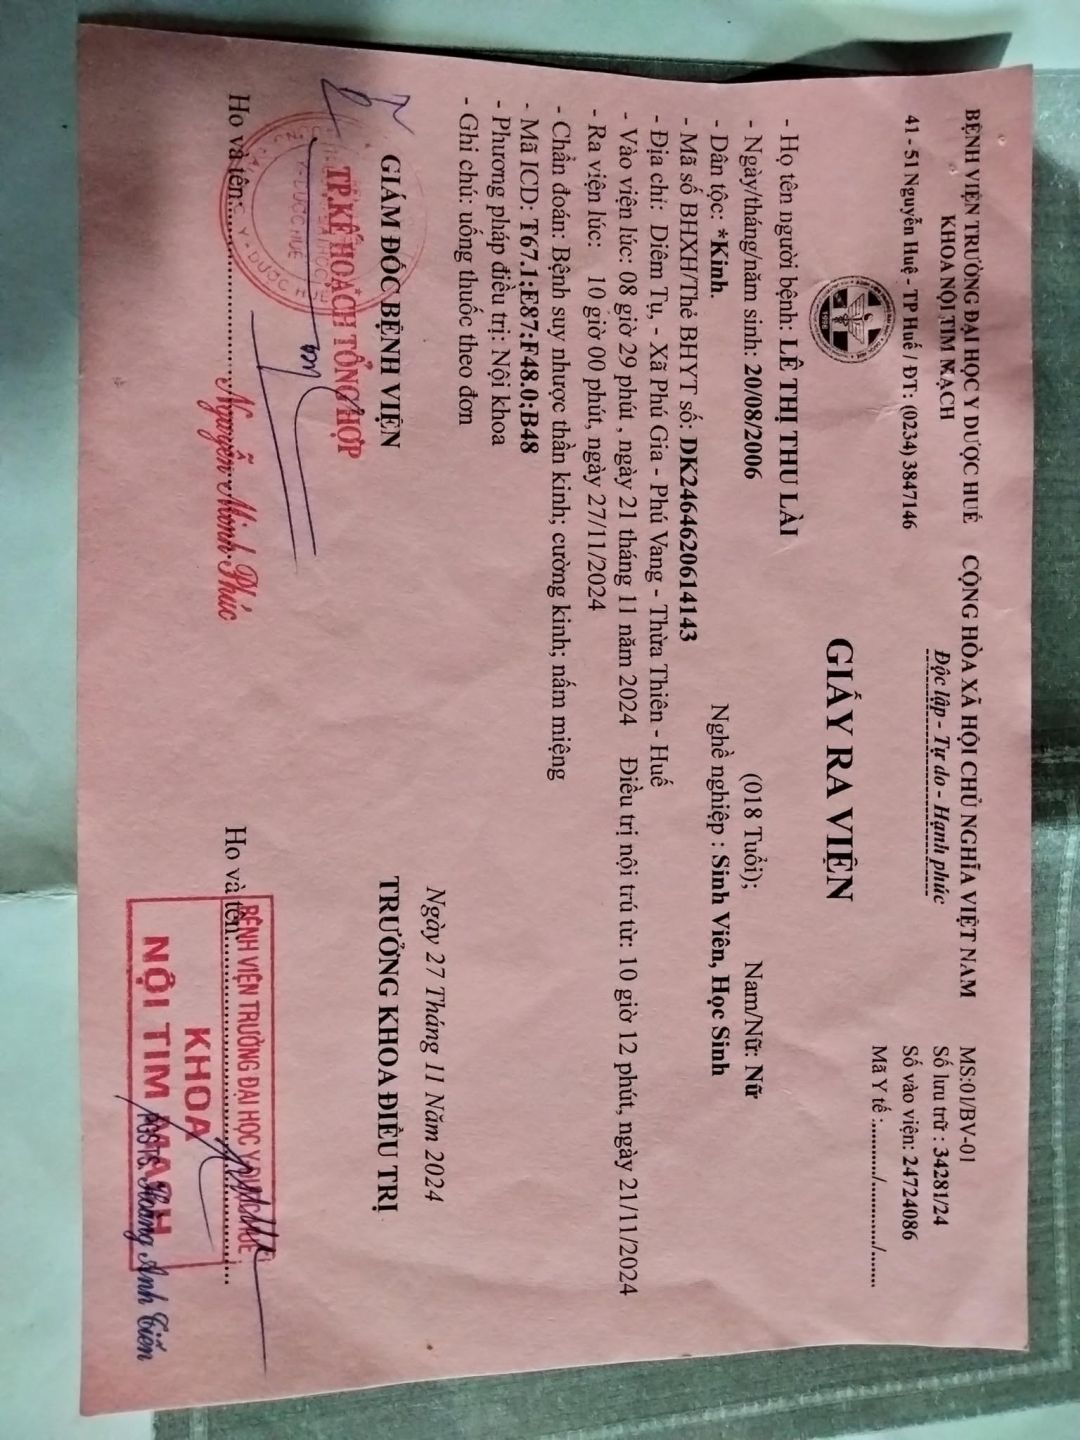 BỆNH VIỆN TRƯỜNG ĐẠI HỌC Y DƯỢC HUẾ
KHOA NỘI TIM MẠCH
41 - 51 Nguyễn Huệ - TP Huế / ĐT: (0234) 3847146
CỘNG HÒA XÃ HỘI CHỦ NGHĨA VIỆT NAM
Độc lập - Tự do - Hạnh phúc
MS:01/BV-01
Số lưu trữ : 34281/24
Số vào viện: 24724086
Mã Y tế :............/............/.......
GIẤY RA VIỆN
- Họ tên người bệnh: LÊ THỊ THU LÀI
- Ngày/tháng/năm sinh: 20/08/2006 (018 Tuổi); Nam/Nữ: Nữ
- Dân tộc: *Kinh. Nghề nghiệp : Sinh Viên, Học Sinh
- Mã số BHXH/Thẻ BHYT số: DK2464620614143
- Địa chỉ: Diêm Tụ, - Xã Phú Gia - Phú Vang - Thừa Thiên - Huế
- Vào viện lúc: 08 giờ 29 phút , ngày 21 tháng 11 năm 2024 Điều trị nội trú từ: 10 giờ 12 phút, ngày 21/11/2024
- Ra viện lúc: 10 giờ 00 phút, ngày 27/11/2024
- Chẩn đoán: Bệnh suy nhược thần kinh; cường kinh; nấm miệng
- Mã ICD: T67.1;E87;F48.0;B48
- Phương pháp điều trị: Nội khoa
- Ghi chú: uống thuốc theo đơn
Ngày 27 Tháng 11 Năm 2024
GIÁM ĐỐC BỆNH VIỆN
TRƯỞNG KHOA ĐIỀU TRỊ
TP.KẾ HOẠCH TỔNG HỢP
Họ và tên:
Nguyễn Minh Phúc
Họ và tên
BỆNH VIỆN TRƯỜNG ĐẠI HỌC Y DƯỢC HUẾ
KHOA
NỘI TIM MẠCH
PGS.TS. Hoàng Anh Tiến